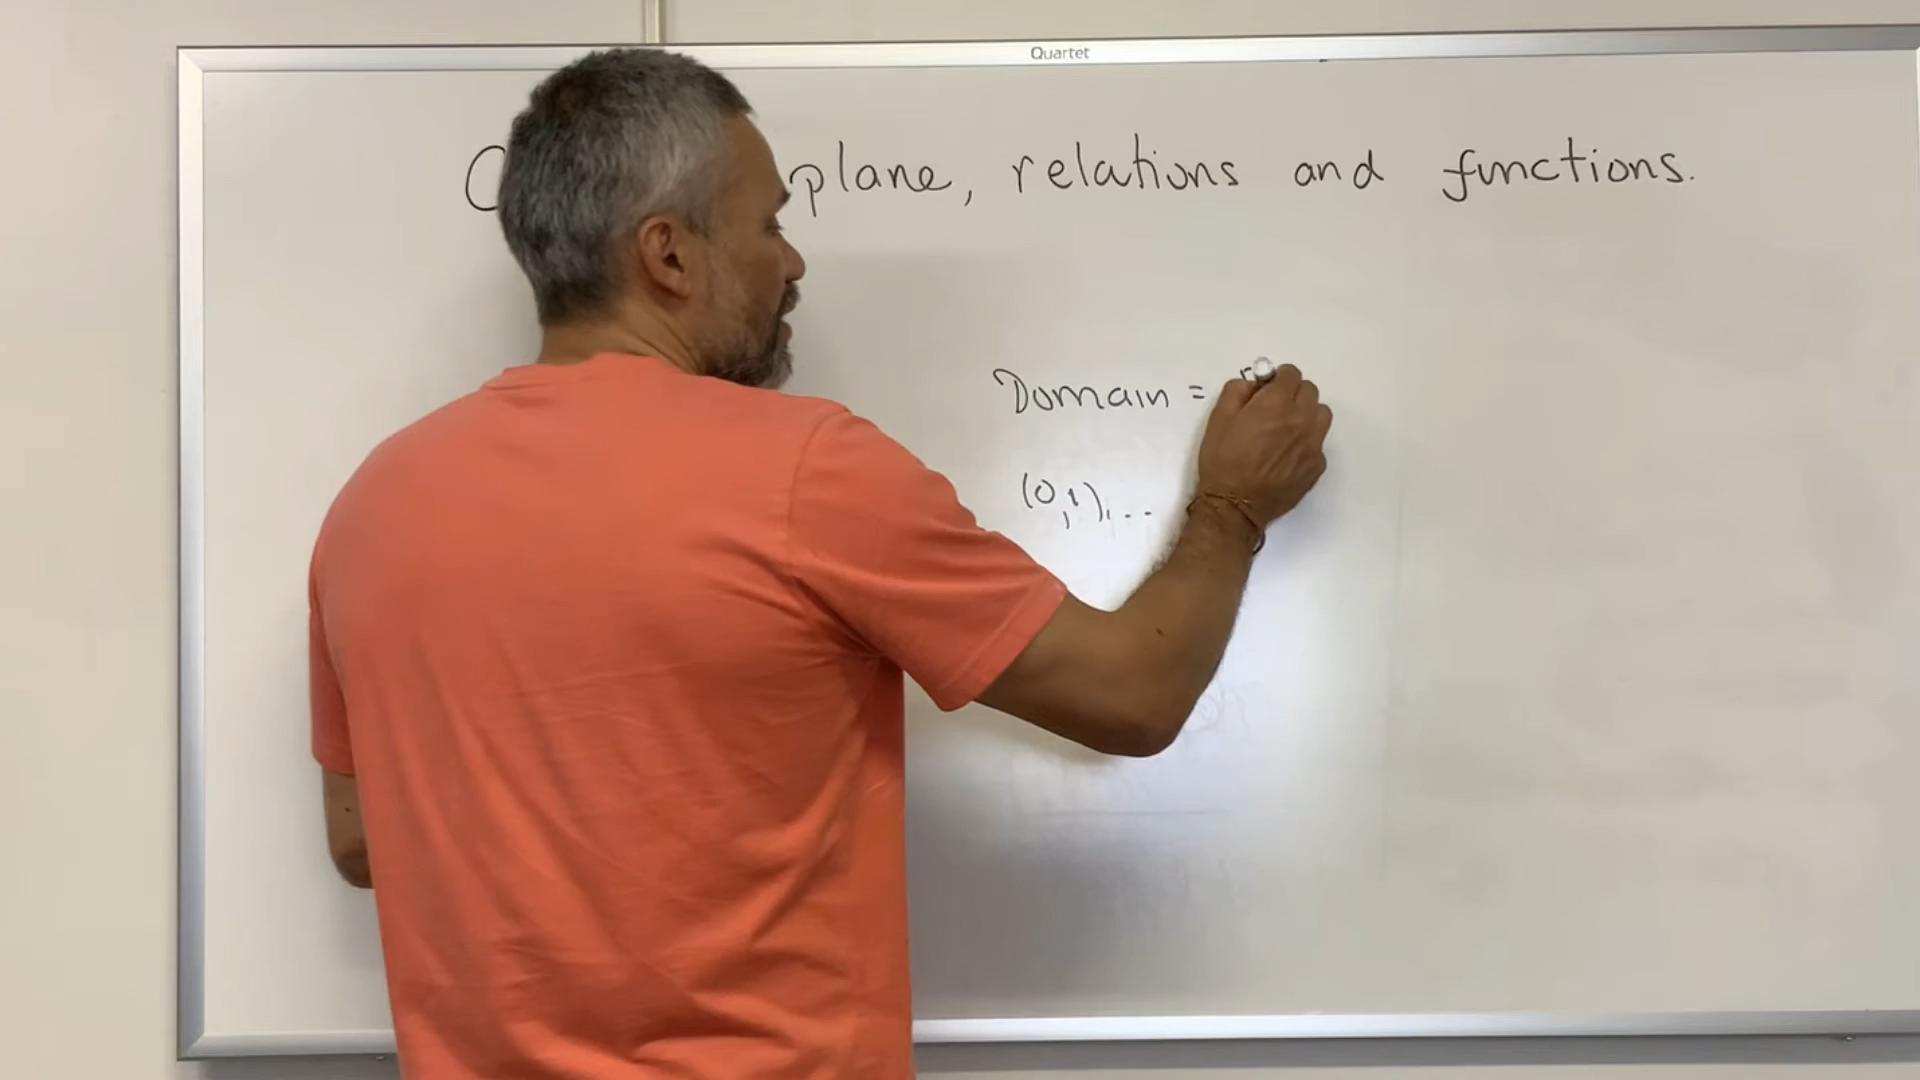 Quartet
plane, relations and functions.
Domain =
(0,1),...